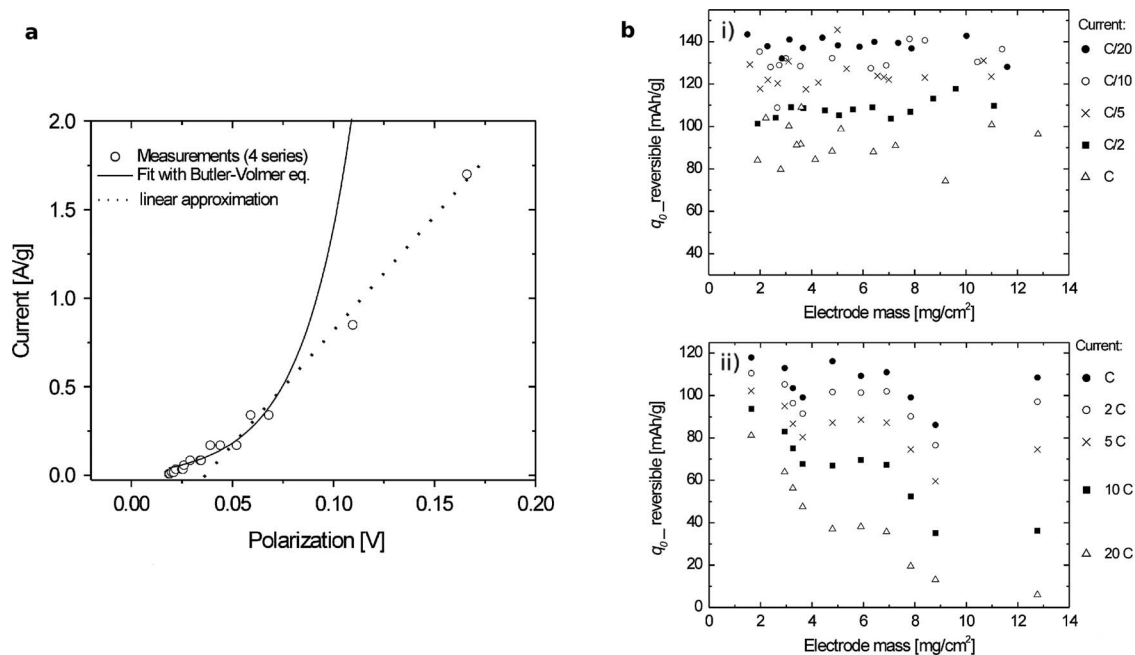 a
2.0
1.5
1.0
0.5
0.0
0.00 0.05 0.10 0.15 0.20
Current [A/g]
Polarization [V]
Measurements (4 series)
Fit with Butler-Volmer eq.
linear approximation
b
i)
140
120
100
80
60
40
0 2 4 6 8 10 12 14
q0_reversible [mAh/g]
Electrode mass [mg/cm²]
Current:
C/20
C/10
C/5
C/2
C
ii)
120
100
80
60
40
20
0
0 2 4 6 8 10 12 14
q0_reversible [mAh/g]
Electrode mass [mg/cm²]
Current:
C
2 C
5 C
10 C
20 C